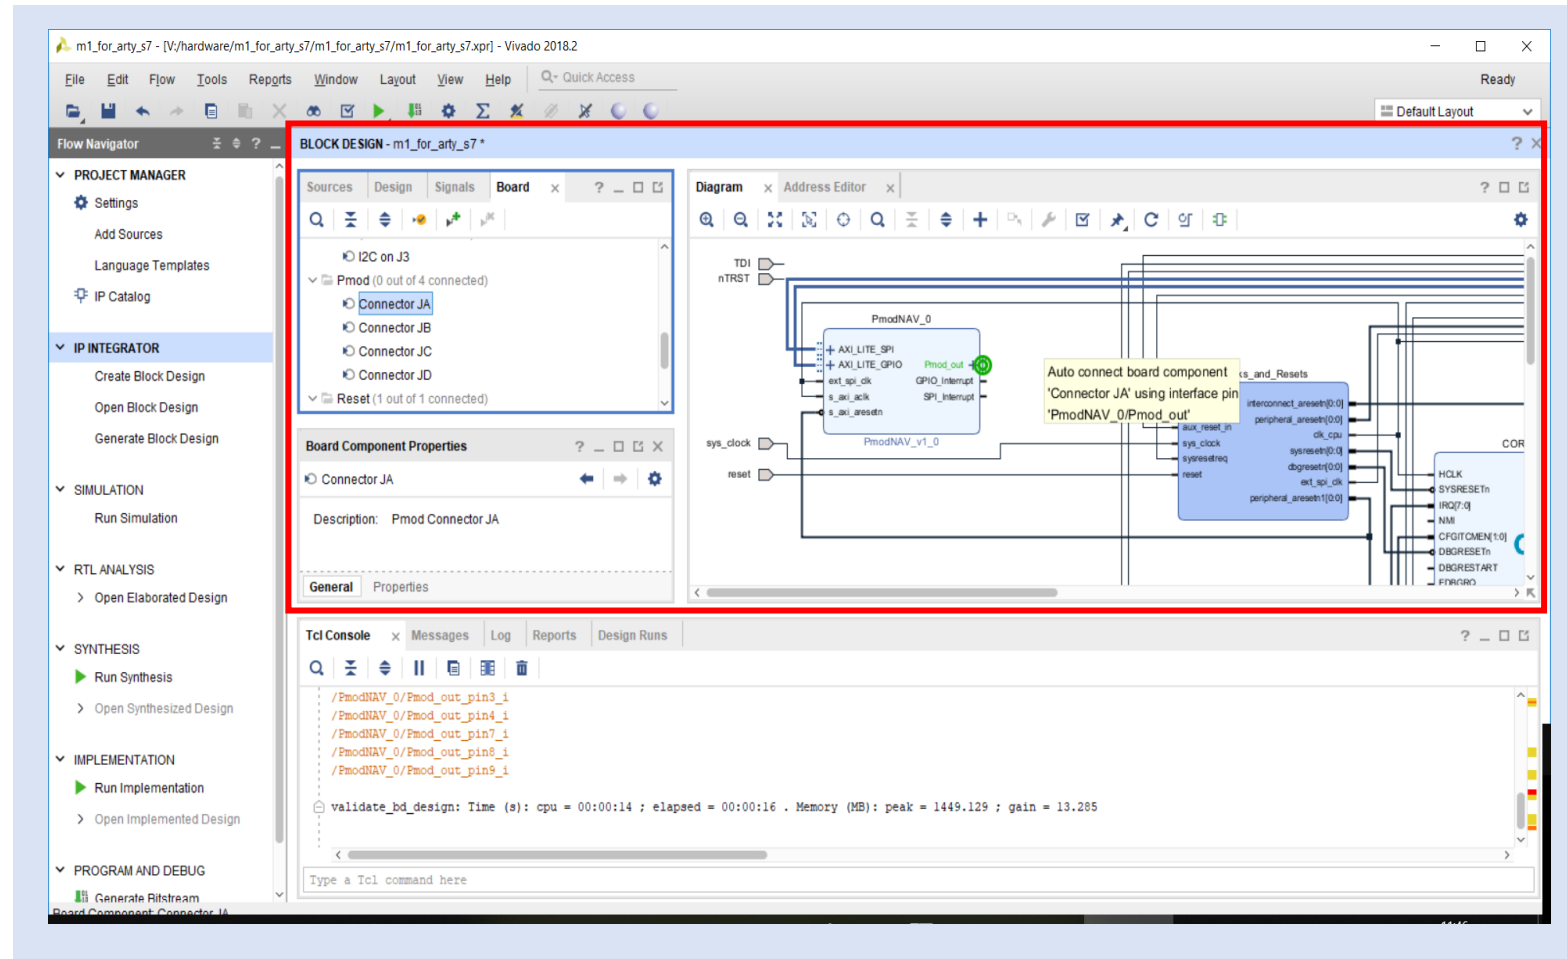 m1_for_arty_s7 - [V:/hardware/m1_for_arty_s7/m1_for_arty_s7/m1_for_arty_s7.xpr] - Vivado 2018.2
File Edit Flow Tools Reports Window Layout View Help Quick Access Ready
Default Layout
Flow Navigator
PROJECT MANAGER
Settings
Add Sources
Language Templates
IP Catalog
IP INTEGRATOR
Create Block Design
Open Block Design
Generate Block Design
SIMULATION
Run Simulation
RTL ANALYSIS
Open Elaborated Design
SYNTHESIS
Run Synthesis
Open Synthesized Design
IMPLEMENTATION
Run Implementation
Open Implemented Design
PROGRAM AND DEBUG
Generate Bitstream
Board Component: Connector JA
BLOCK DESIGN - m1_for_arty_s7 *
Sources Design Signals Board
I2C on J3
Pmod (0 out of 4 connected)
Connector JA
Connector JB
Connector JC
Connector JD
Reset (1 out of 1 connected)
Board Component Properties
Connector JA
Description: Pmod Connector JA
General Properties
Diagram Address Editor
TDI
nTRST
PmodNAV_0
AXI_LITE_SPI
AXI_LITE_GPIO Pmod_out
ext_spi_clk GPIO_Interrupt
s_axi_aclk SPI_Interrupt
s_axi_aresetn
PmodNAV_v1_0
sys_clock
reset
Auto connect board component
'Connector JA' using interface pin
'PmodNAV_0/Pmod_out'
ks_and_Resets
interconnect_aresetn[0:0]
peripheral_aresetn[0:0]
aux_reset_in clk_cpu
sys_clock sysresetn[0:0]
sysresetreq dbgresetn[0:0]
reset ext_spi_clk
peripheral_aresetn1[0:0]
COR
HCLK
SYSRESETn
IRQ[7:0]
NMI
CFGITCMEN[1:0]
DBGRESETn
DBGRESTART
EDBGRQ
Tcl Console Messages Log Reports Design Runs
/PmodNAV_0/Pmod_out_pin3_i
/PmodNAV_0/Pmod_out_pin4_i
/PmodNAV_0/Pmod_out_pin7_i
/PmodNAV_0/Pmod_out_pin8_i
/PmodNAV_0/Pmod_out_pin9_i
validate_bd_design: Time (s): cpu = 00:00:14 ; elapsed = 00:00:16 . Memory (MB): peak = 1449.129 ; gain = 13.285
Type a Tcl command here